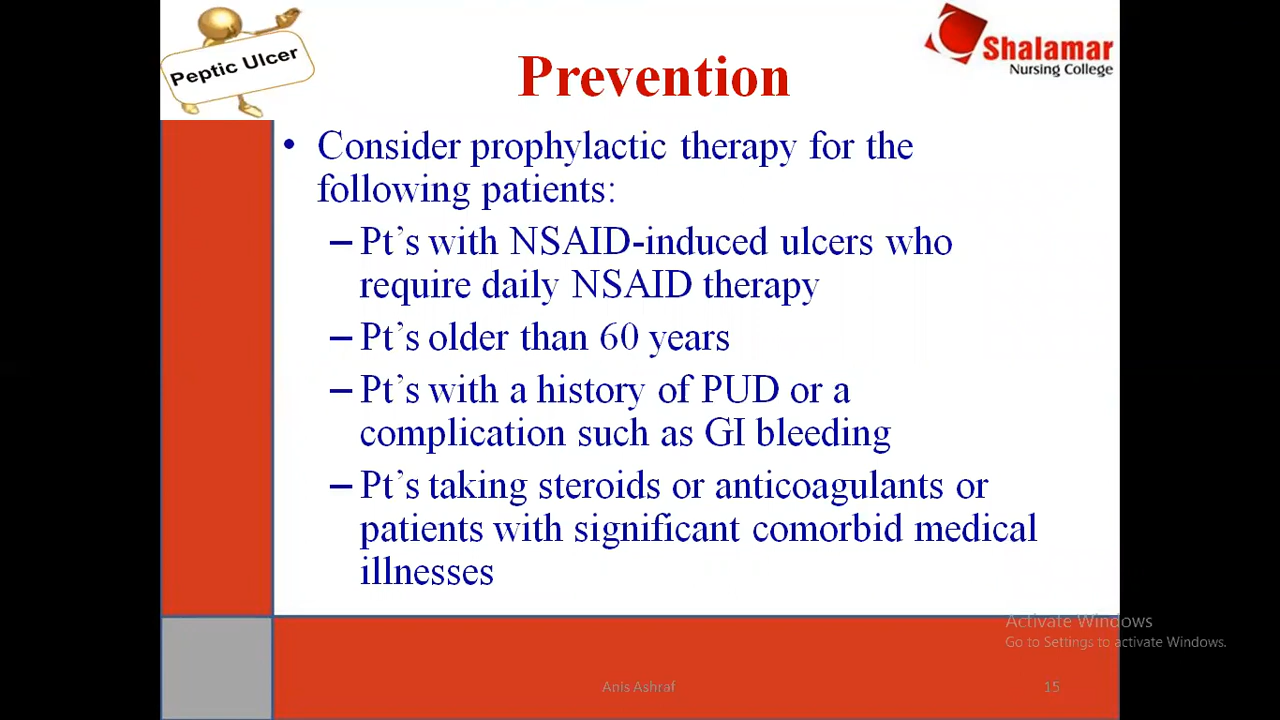 Peptic Ulcer
Shalamar
Nursing College
Prevention
• Consider prophylactic therapy for the
following patients:
– Pt's with NSAID-induced ulcers who
require daily NSAID therapy
– Pt's older than 60 years
– Pt's with a history of PUD or a
complication such as GI bleeding
– Pt's taking steroids or anticoagulants or
patients with significant comorbid medical
illnesses
Activate Windows
Go to Settings to activate Windows.
Anis Ashraf
15